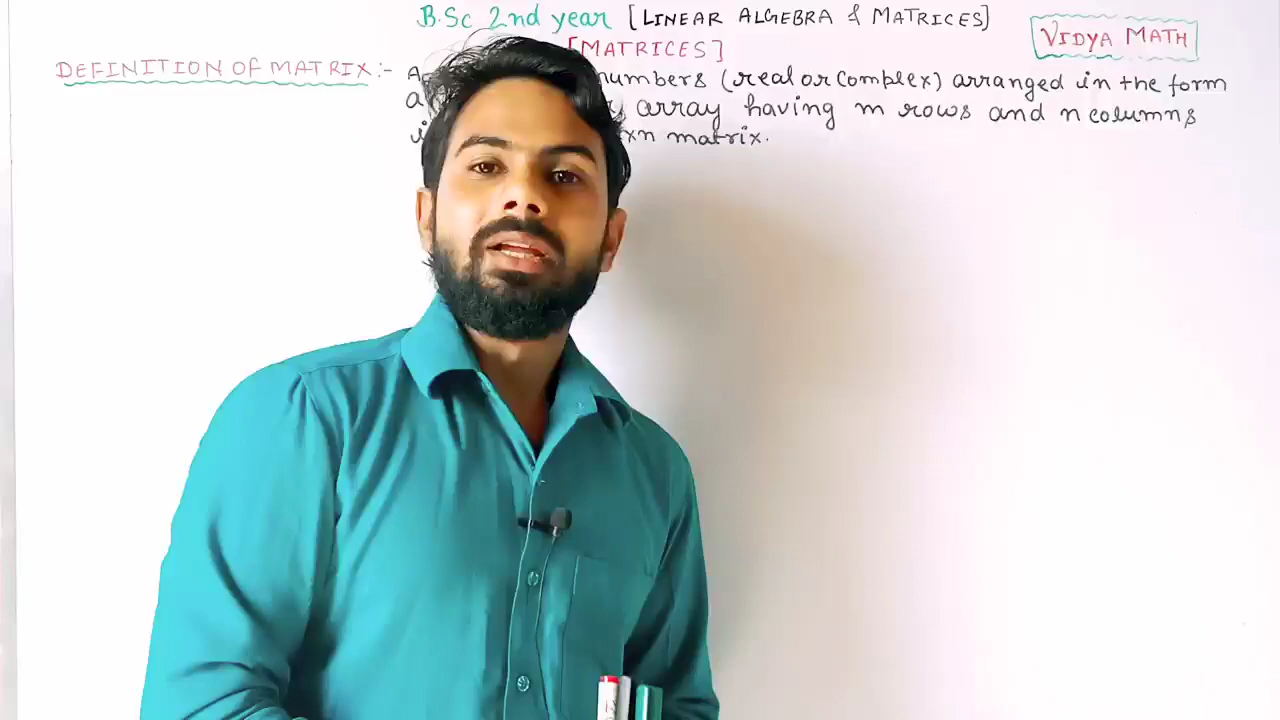 B.Sc 2nd year [LINEAR ALGEBRA & MATRICES]
[MATRICES]
VIDYA MATH
DEFINITION OF MATRIX:- numbers (real or complex) arranged in the form
array having m rows and n columns
matrix.